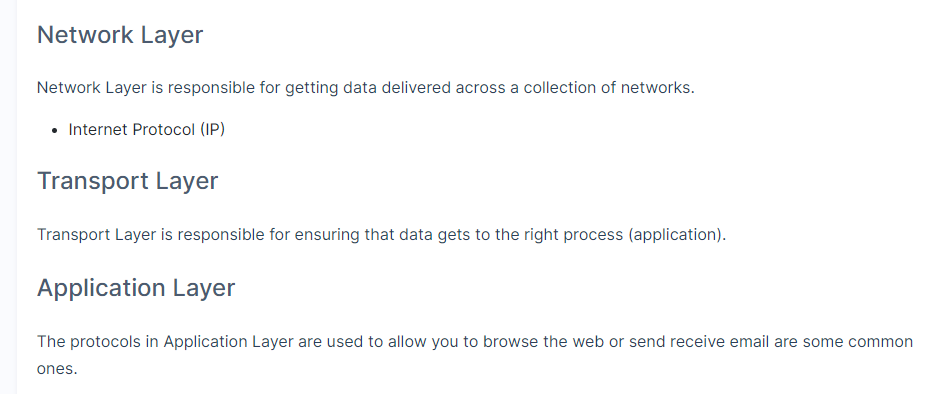 Network Layer
Network Layer is responsible for getting data delivered across a collection of networks.
• Internet Protocol (IP)
Transport Layer
Transport Layer is responsible for ensuring that data gets to the right process (application).
Application Layer
The protocols in Application Layer are used to allow you to browse the web or send receive email are some common
ones.